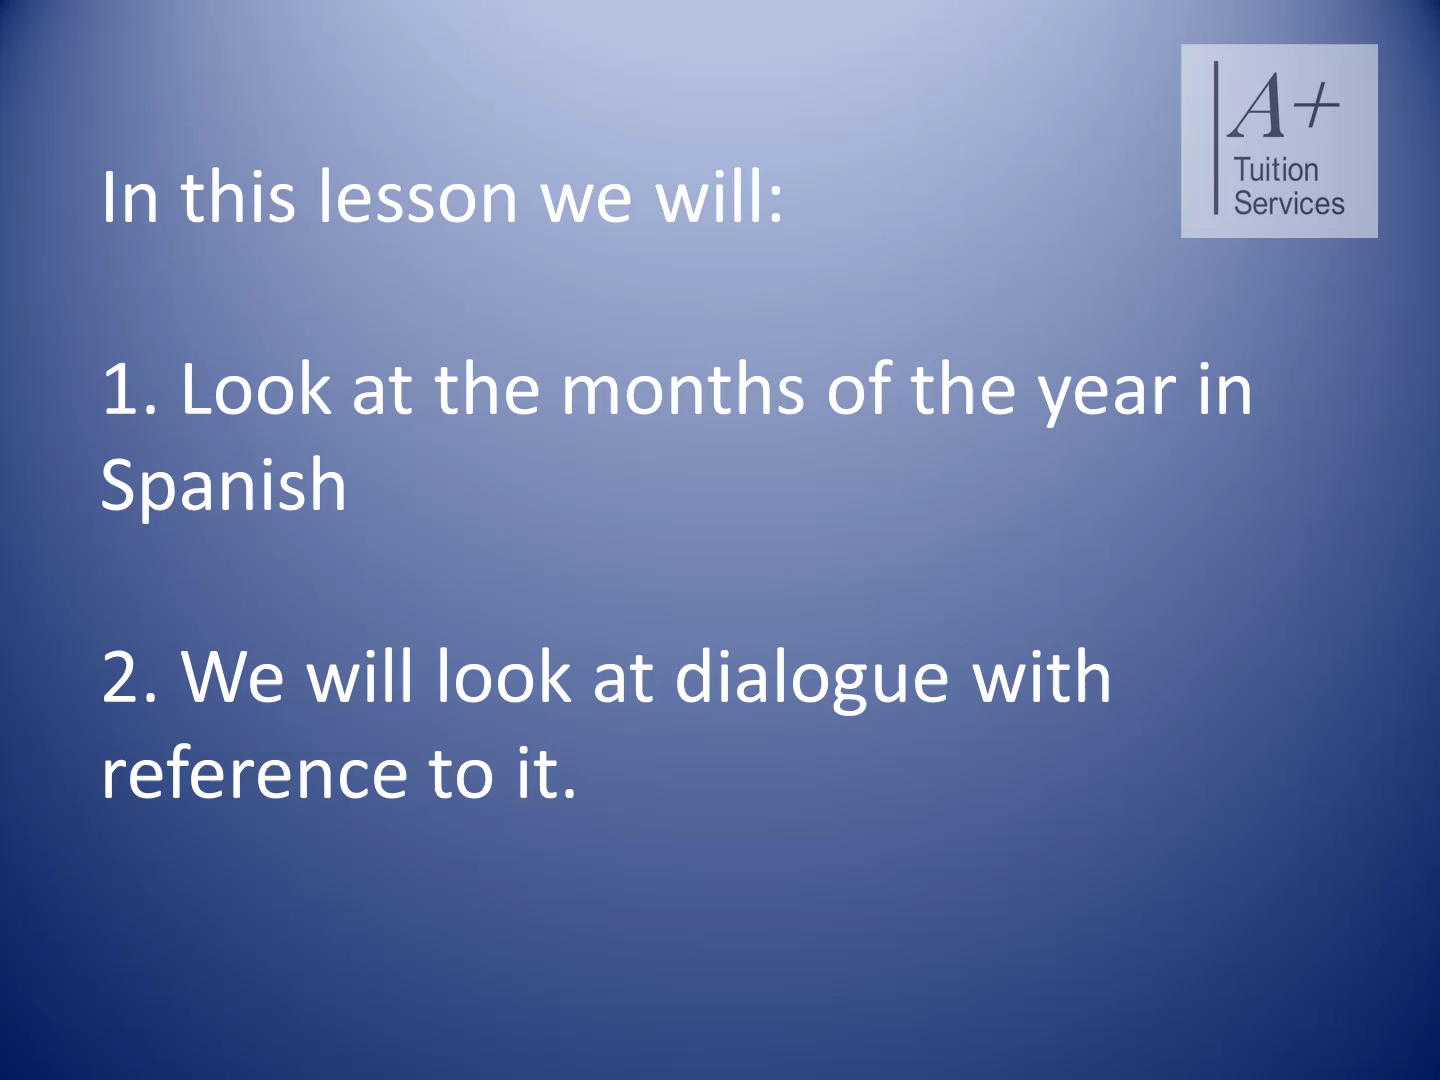 A+
Tuition
Services
In this lesson we will:
1. Look at the months of the year in
Spanish
2. We will look at dialogue with
reference to it.